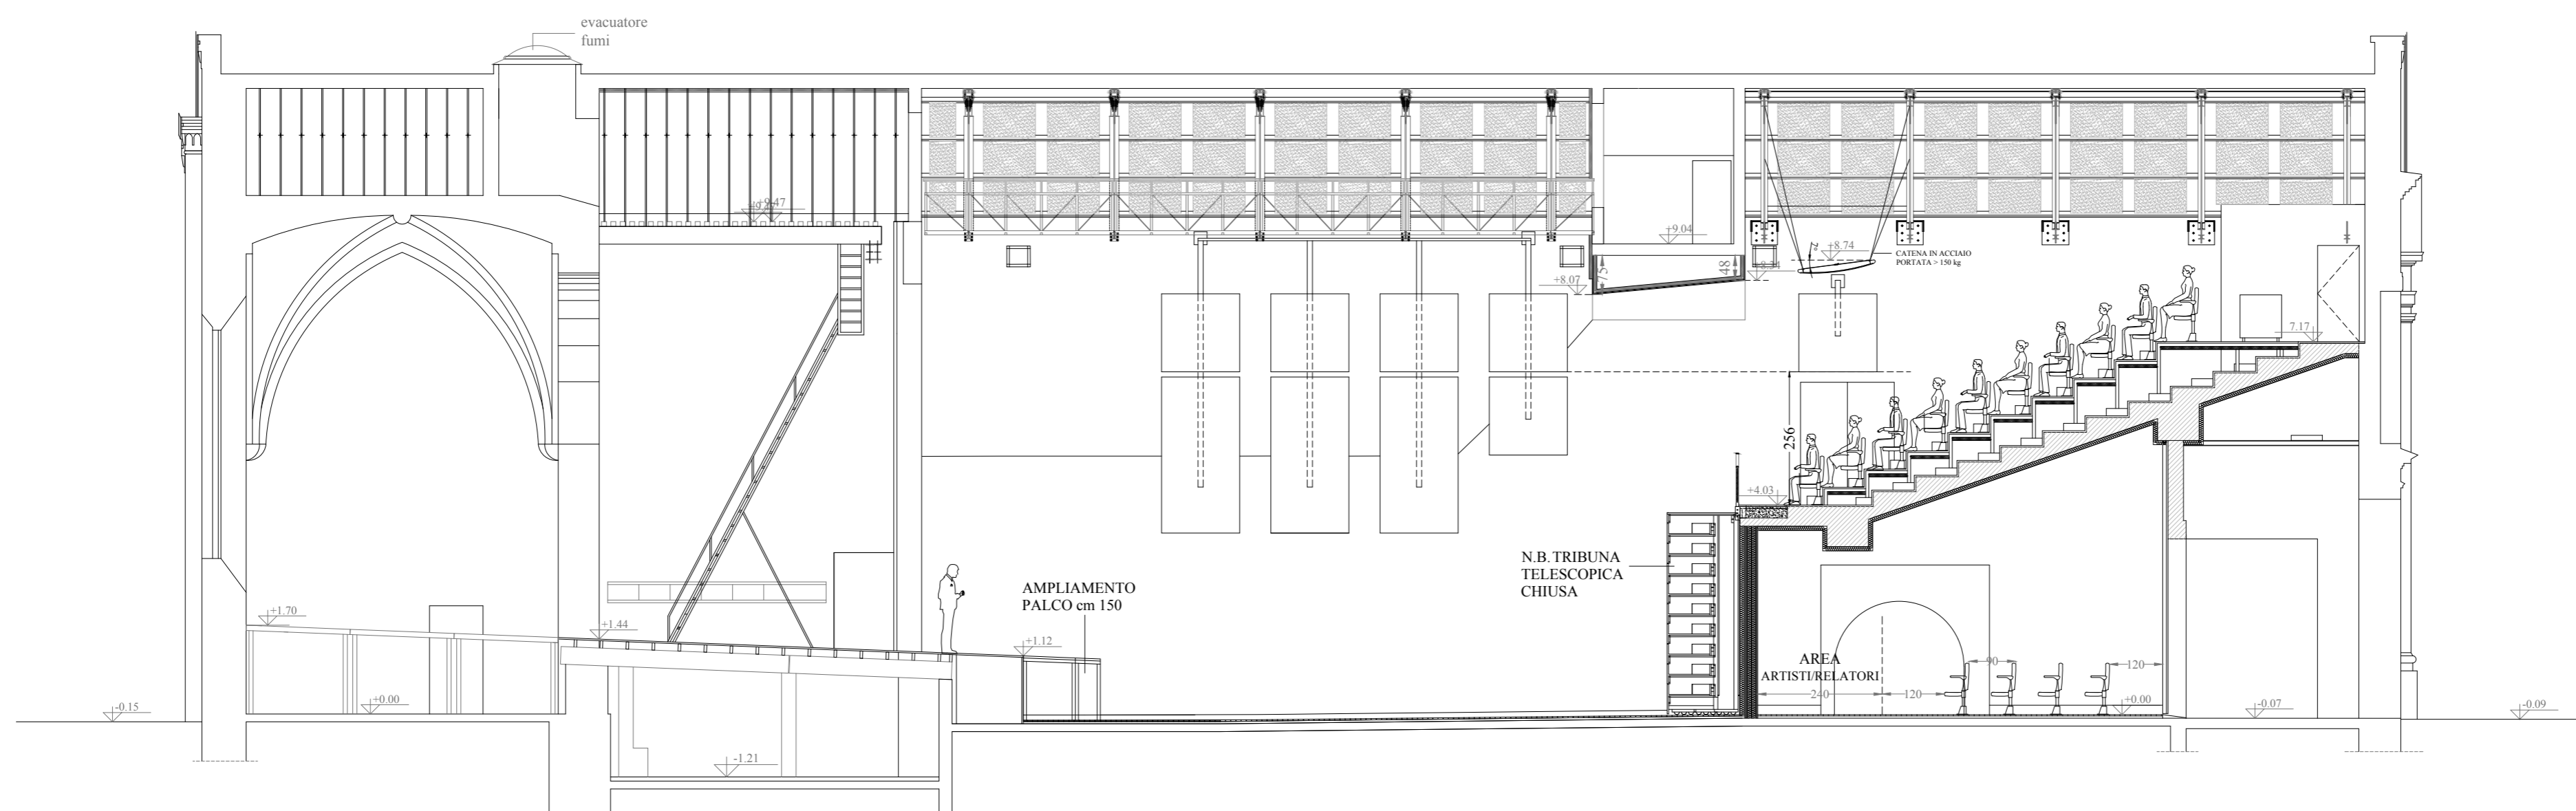 evacuatore
fumi
+9.47
+9.04
7°
+8.74
CATENA IN ACCIAIO
PORTATA > 150 kg
75
48
+8.07
7.17
256
+4.03
N.B. TRIBUNA
TELESCOPICA
CHIUSA
AMPLIAMENTO
PALCO cm 150
+1.70
+1.44
+1.12
AREA
ARTISTI/RELATORI
90
120
240
120
+0.00
+0.00
-0.15
-0.07
-0.09
-1.21